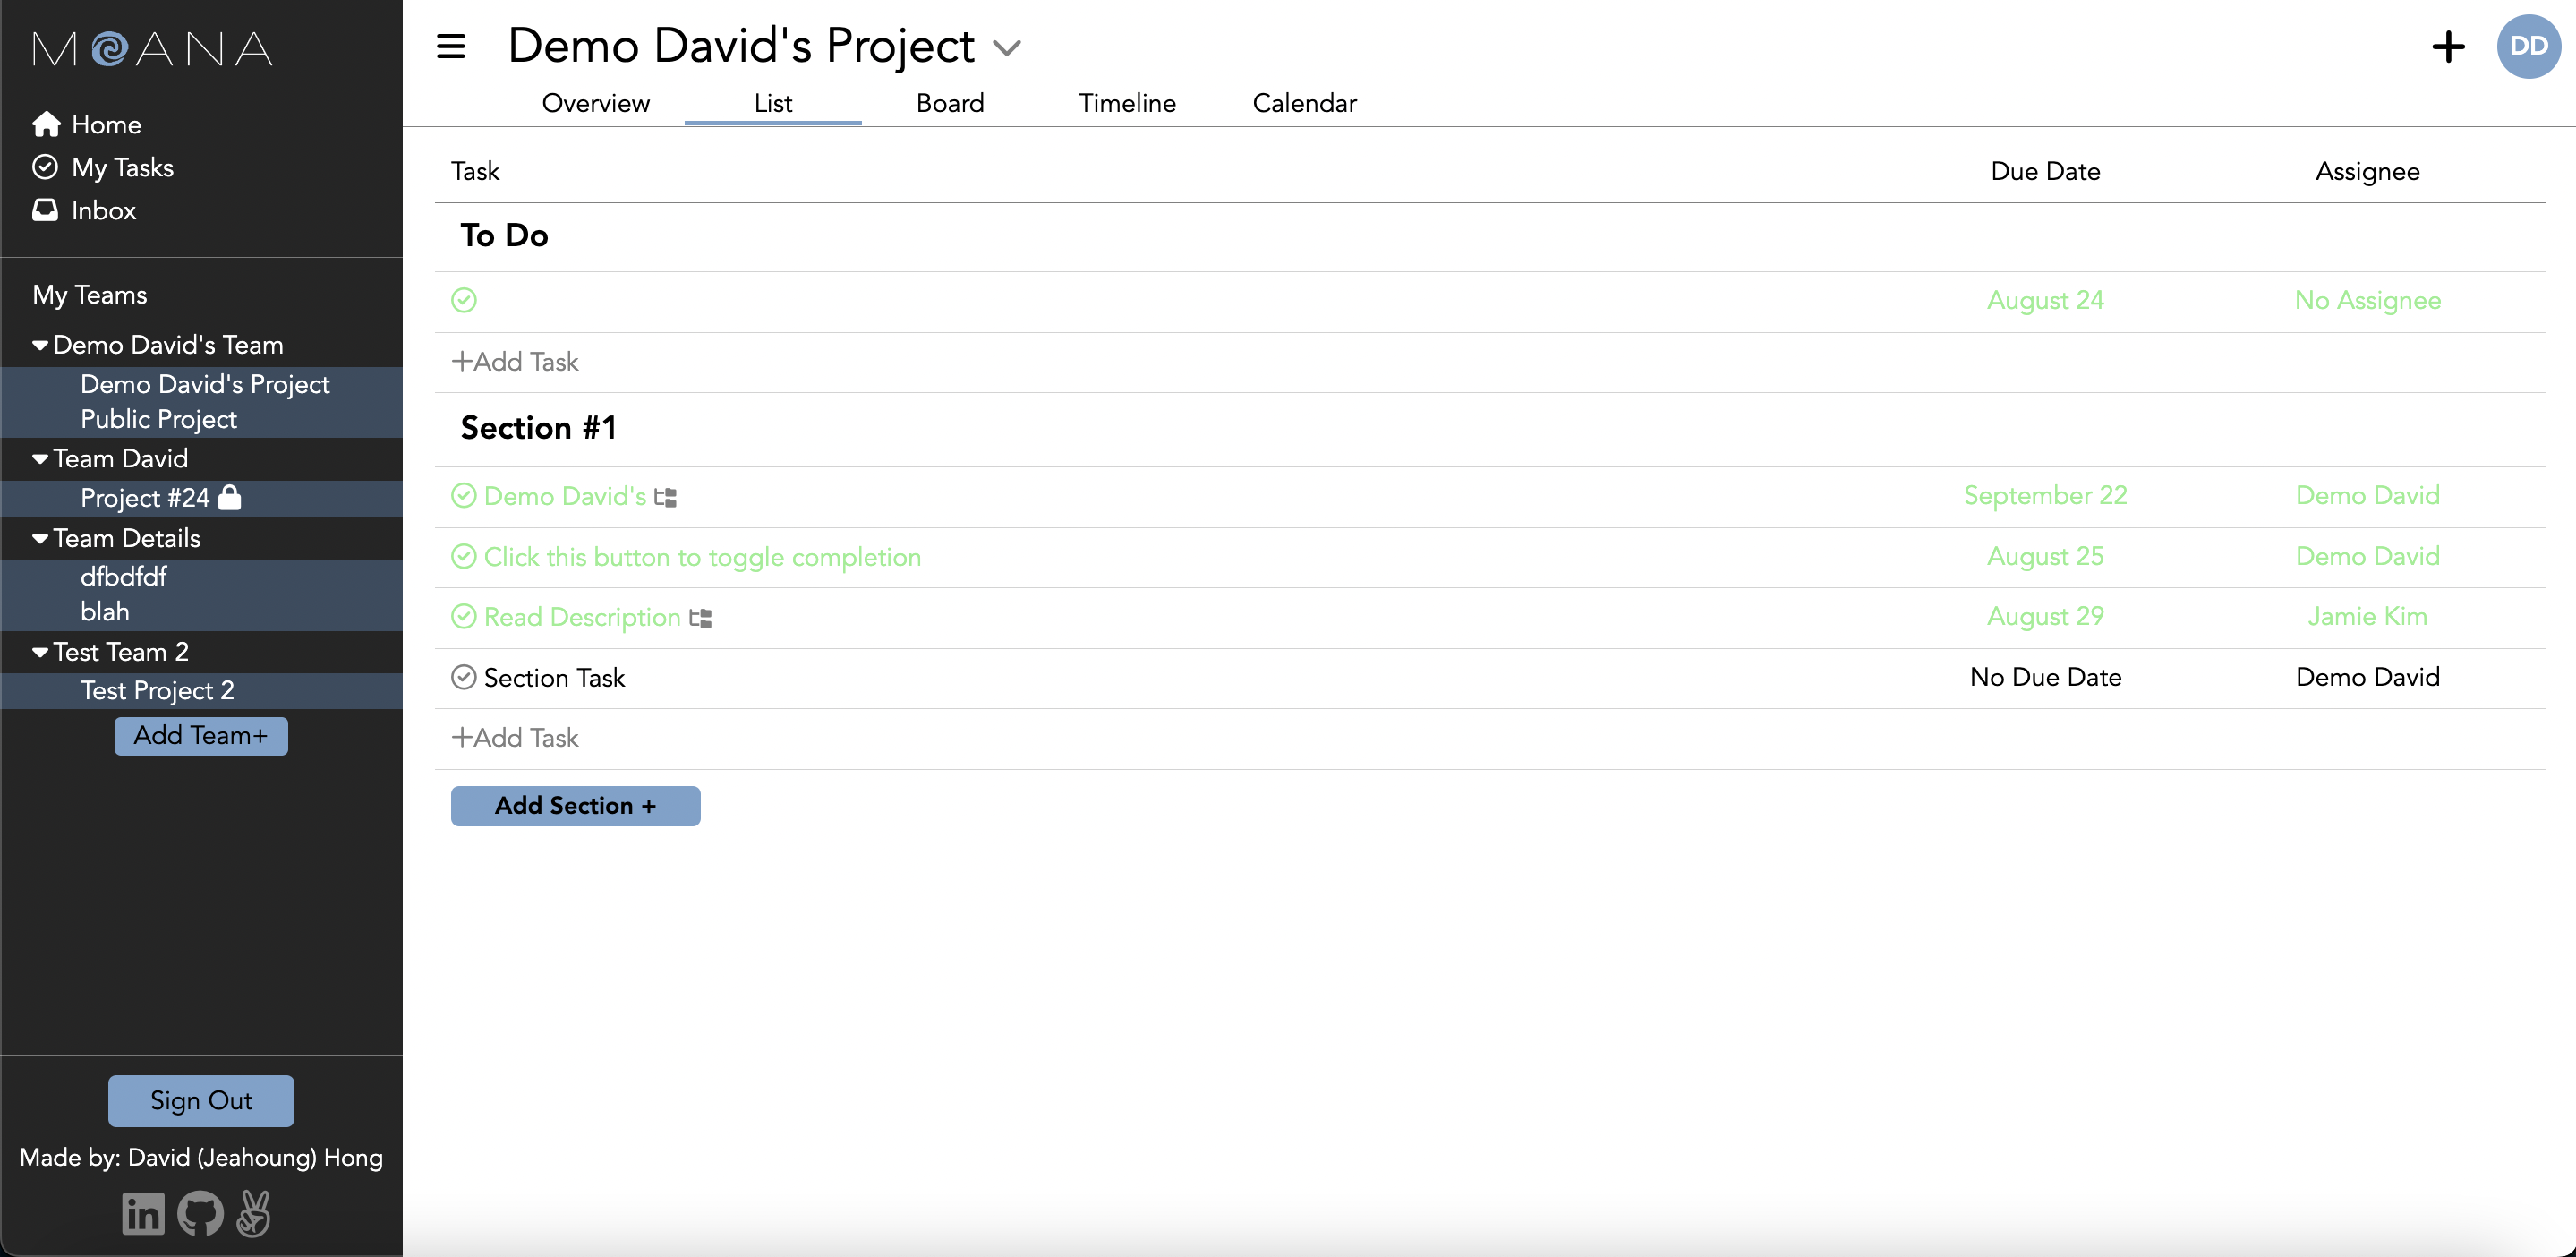 MOANA
Home
My Tasks
Inbox
My Teams
Demo David's Team
Demo David's Project
Public Project
Team David
Project #24
Team Details
dfbdfdf
blah
Test Team 2
Test Project 2
Add Team+
Sign Out
Made by: David (Jeahoung) Hong
in
Demo David's Project
+ DD
Overview List Board Timeline Calendar
Task Due Date Assignee
To Do
August 24 No Assignee
+Add Task
Section #1
Demo David's September 22 Demo David
Click this button to toggle completion August 25 Demo David
Read Description August 29 Jamie Kim
Section Task No Due Date Demo David
+Add Task
Add Section +